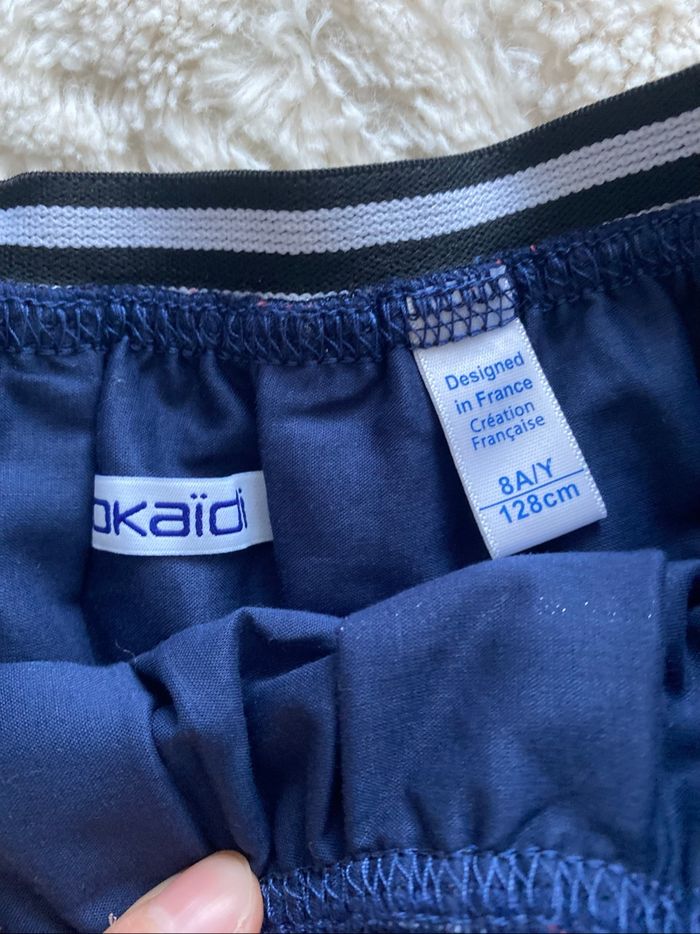 okaïdi
Designed
in France
Création
Française
8A/Y
128cm